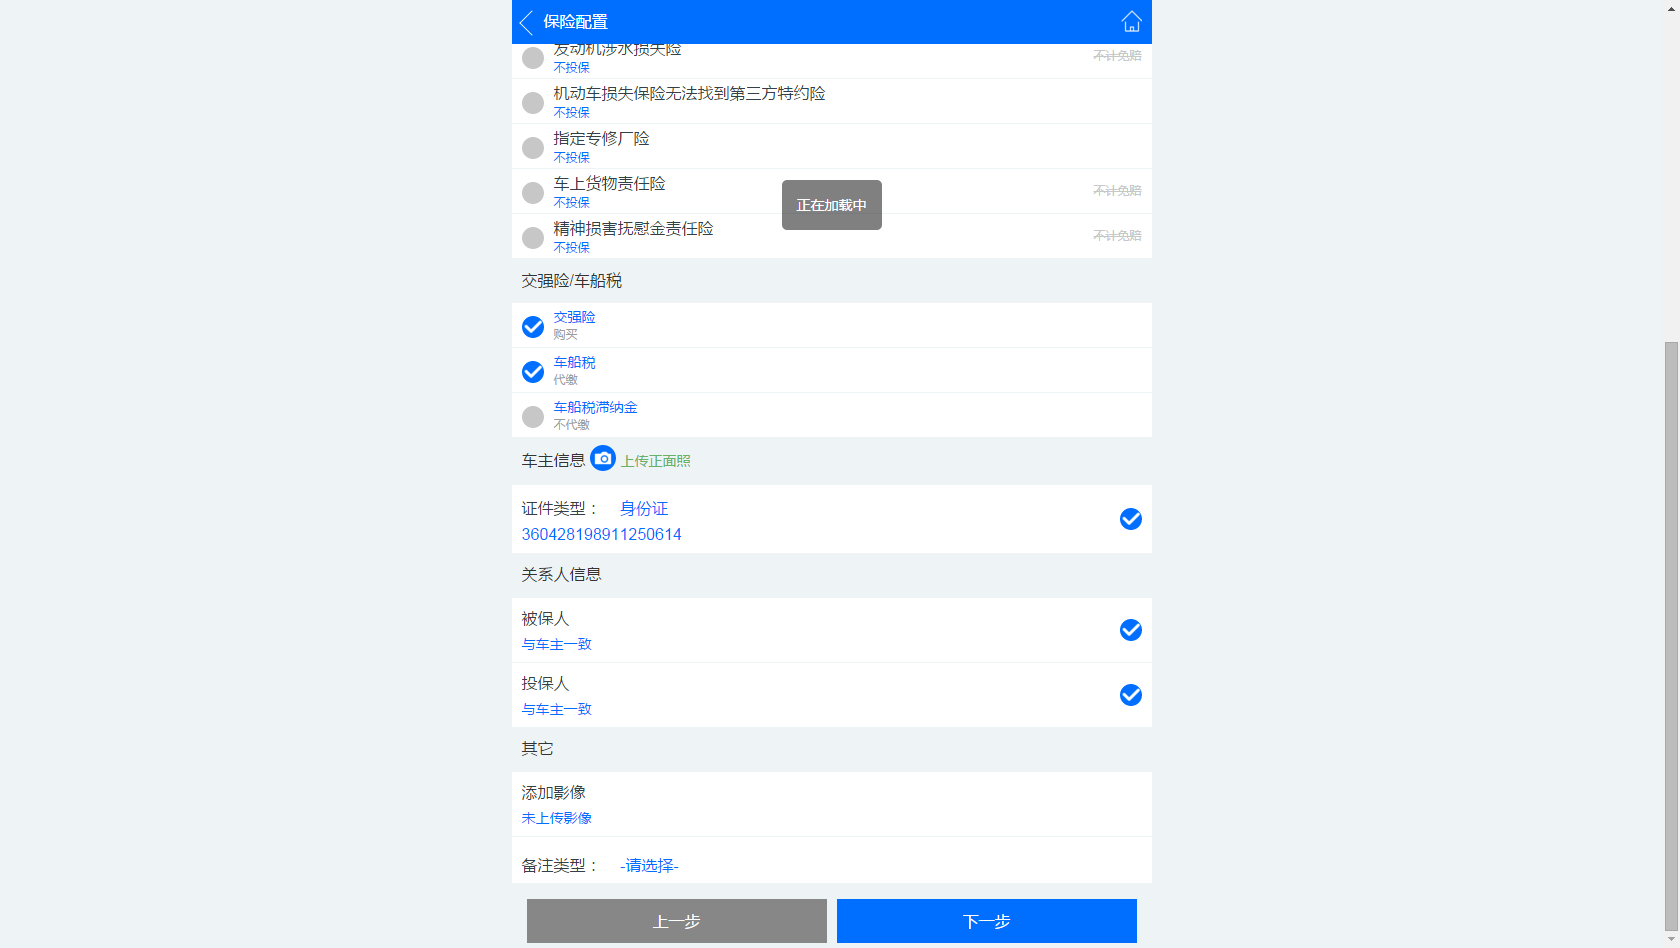 保险配置
发动机涉水损失险
不计免赔
不投保
机动车损失保险无法找到第三方特约险
不投保
指定专修厂险
不投保
车上货物责任险
不计免赔
不投保
正在加载中
精神损害抚慰金责任险
不计免赔
不投保
交强险/车船税
交强险
购买
车船税
代缴
车船税滞纳金
不代缴
车主信息 上传正面照
证件类型： 身份证
360428198911250614
关系人信息
被保人
与车主一致
投保人
与车主一致
其它
添加影像
未上传影像
备注类型： -请选择-
上一步 下一步